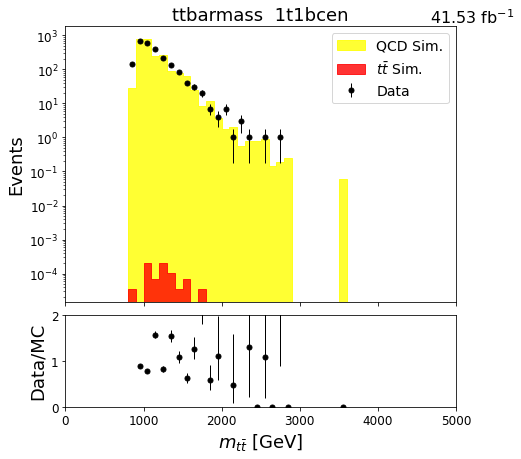 ttbarmass 1t1bcen
41.53 fb⁻¹
QCD Sim.
tt̄ Sim.
Data
Events
10³
10²
10¹
10⁰
10⁻¹
10⁻²
10⁻³
10⁻⁴
Data/MC
2
1
0
0 1000 2000 3000 4000 5000
m_tt̄ [GeV]